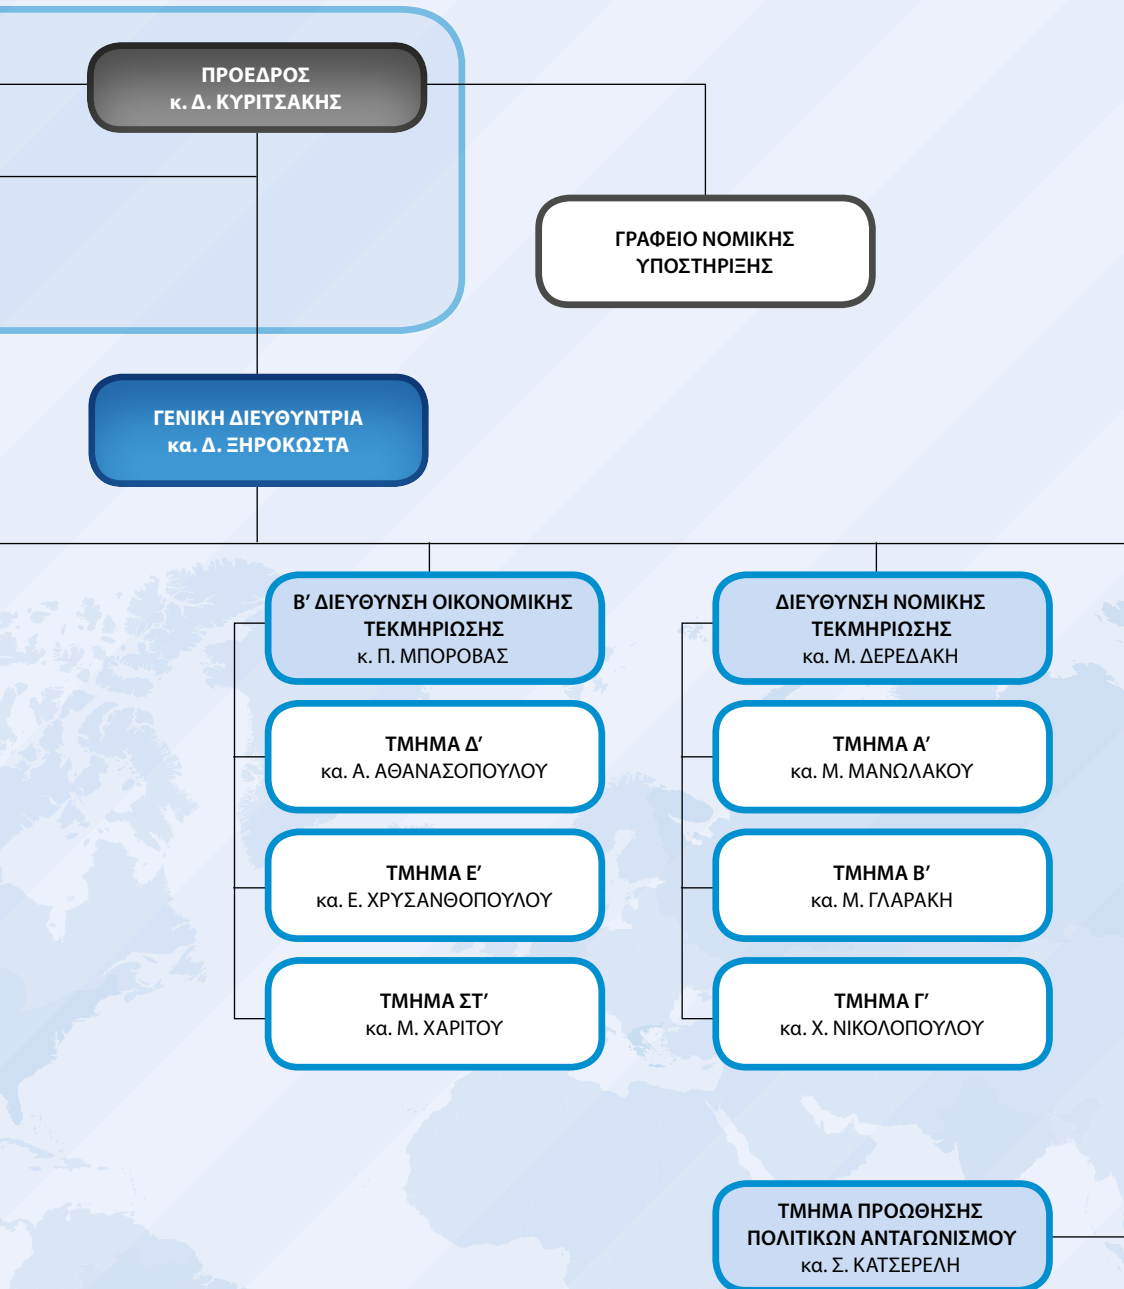 ΠΡΟΕΔΡΟΣ
κ. Δ. ΚΥΡΙΤΣΑΚΗΣ
ΓΡΑΦΕΙΟ ΝΟΜΙΚΗΣ
ΥΠΟΣΤΗΡΙΞΗΣ
ΓΕΝΙΚΗ ΔΙΕΥΘΥΝΤΡΙΑ
κα. Δ. ΞΗΡΟΚΩΣΤΑ
Β’ ΔΙΕΥΘΥΝΣΗ ΟΙΚΟΝΟΜΙΚΗΣ
ΤΕΚΜΗΡΙΩΣΗΣ
κ. Π. ΜΠΟΡΟΒΑΣ
ΤΜΗΜΑ Δ’
κα. Α. ΑΘΑΝΑΣΟΠΟΥΛΟΥ
ΤΜΗΜΑ Ε’
κα. Ε. ΧΡΥΣΑΝΘΟΠΟΥΛΟΥ
ΤΜΗΜΑ ΣΤ’
κα. Μ. ΧΑΡΙΤΟΥ
ΔΙΕΥΘΥΝΣΗ ΝΟΜΙΚΗΣ
ΤΕΚΜΗΡΙΩΣΗΣ
κα. Μ. ΔΕΡΕΔΑΚΗ
ΤΜΗΜΑ Α’
κα. Μ. ΜΑΝΩΛΑΚΟΥ
ΤΜΗΜΑ Β’
κα. Μ. ΓΛΑΡΑΚΗ
ΤΜΗΜΑ Γ’
κα. Χ. ΝΙΚΟΛΟΠΟΥΛΟΥ
ΤΜΗΜΑ ΠΡΟΩΘΗΣΗΣ
ΠΟΛΙΤΙΚΩΝ ΑΝΤΑΓΩΝΙΣΜΟΥ
κα. Σ. ΚΑΤΣΕΡΕΛΗ